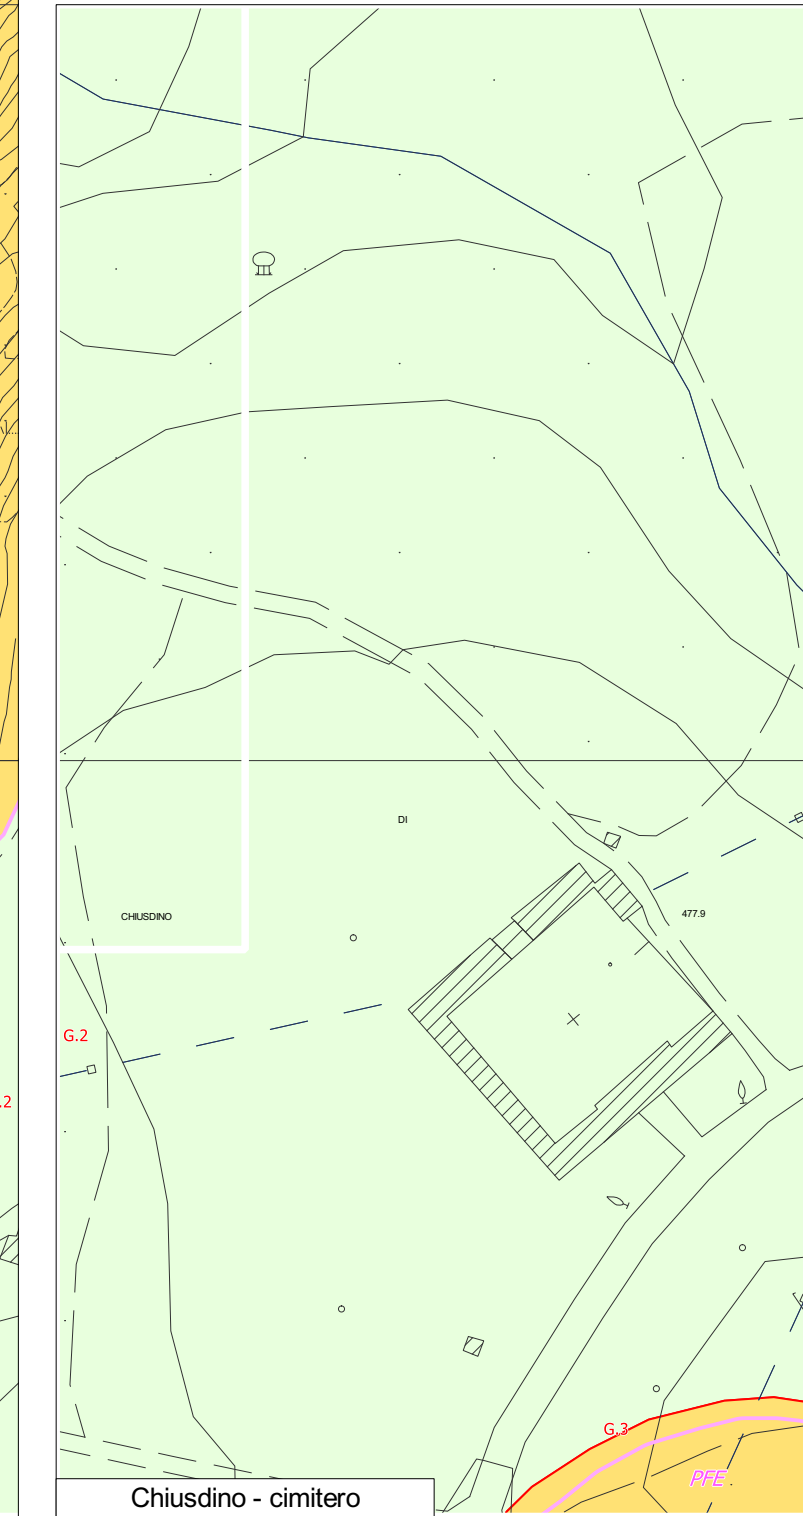 DI
CHIUSDINO
477.9
G.2
.2
G.3
PFE
Chiusdino - cimitero